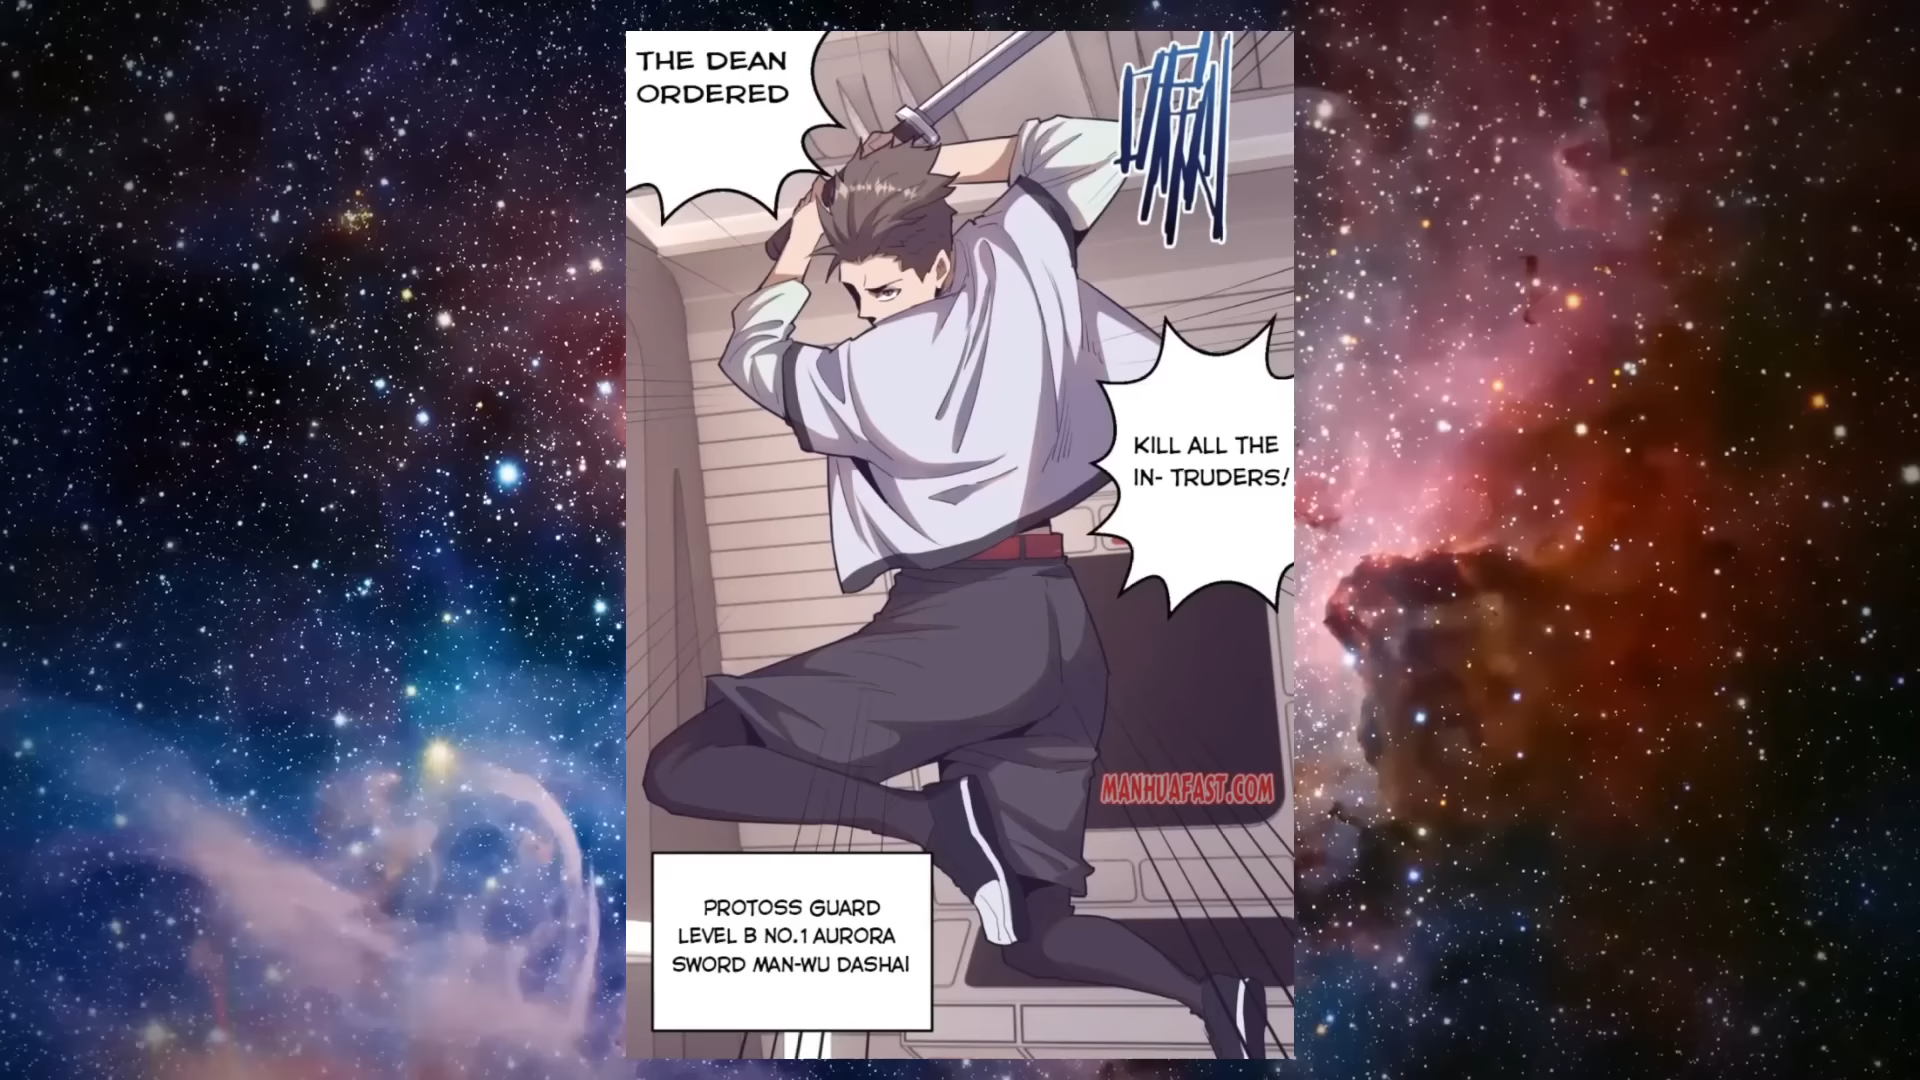 THE DEAN
ORDERED
KILL ALL THE
IN- TRUDERS!
MANHUAFAST.COM
PROTOSS GUARD
LEVEL B NO.1 AURORA
SWORD MAN-WU DASHAI